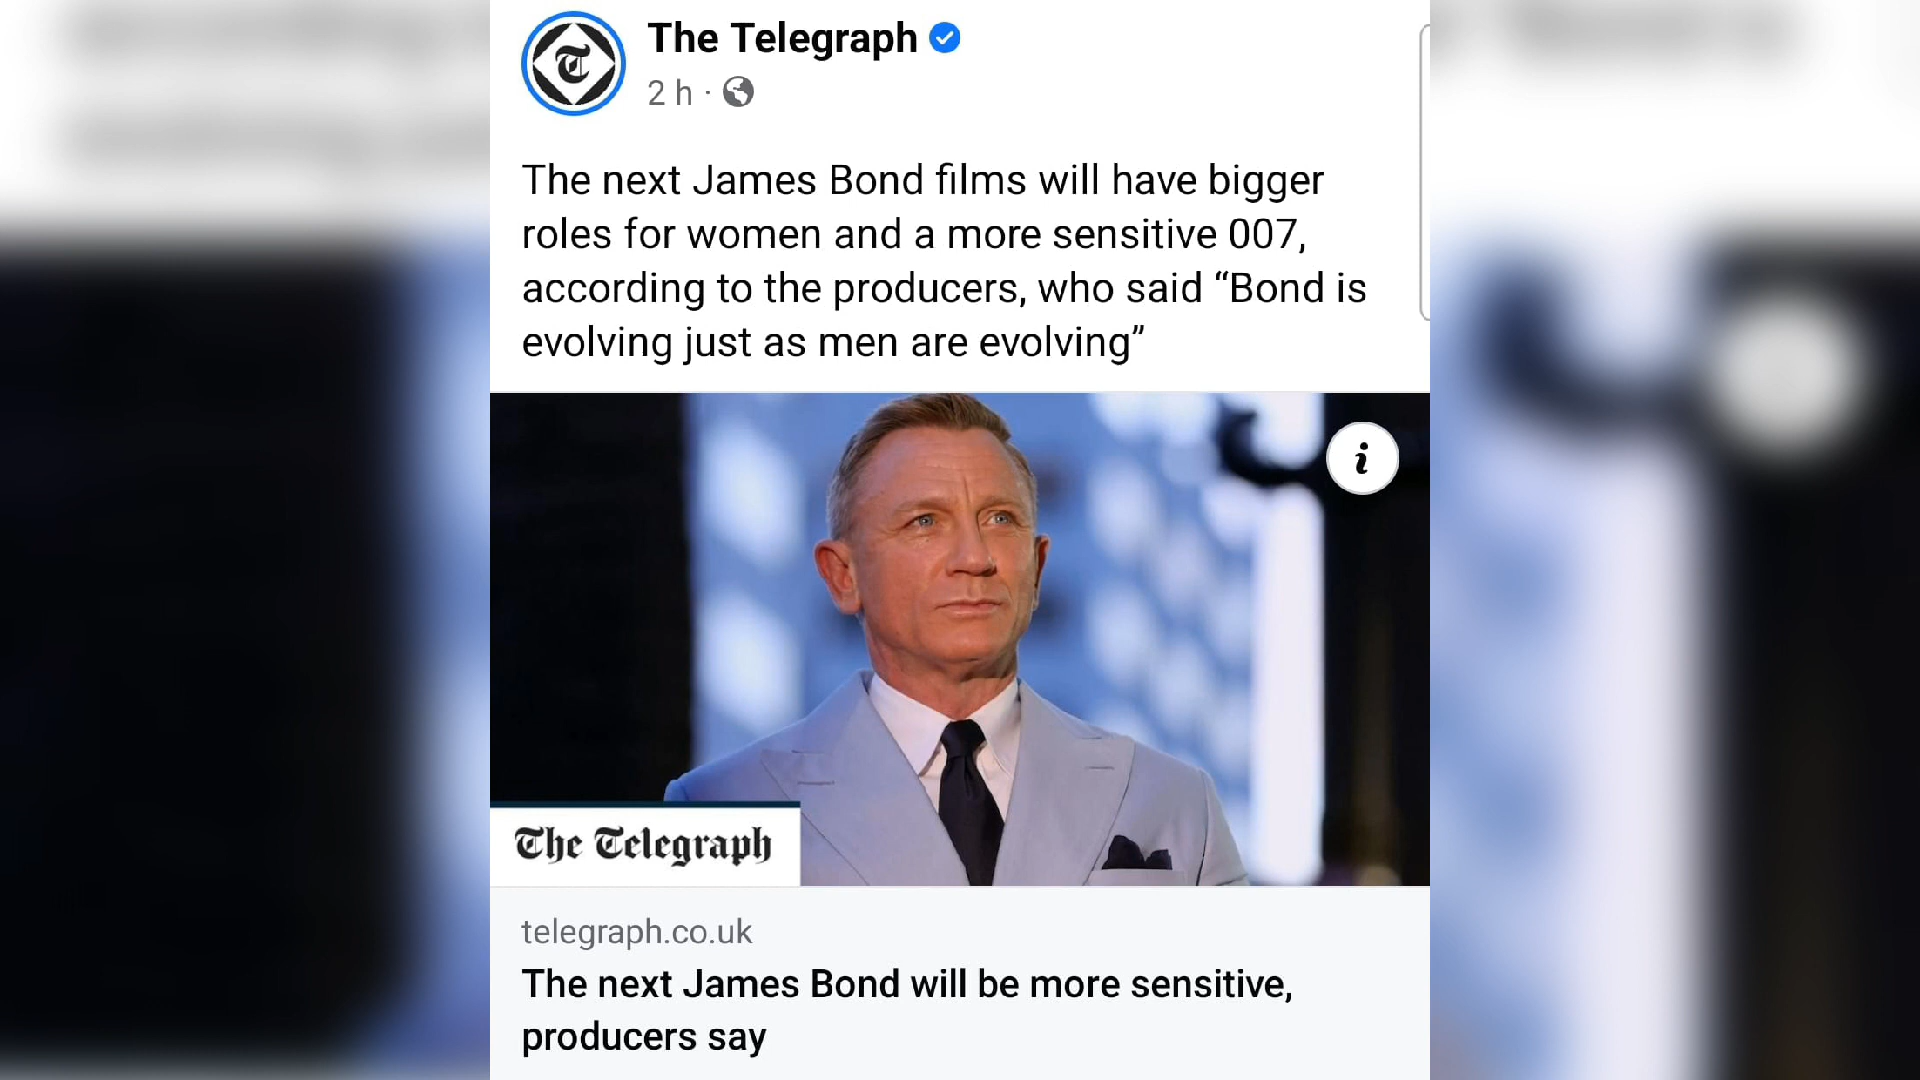 The Telegraph
2 h ·
The next James Bond films will have bigger
roles for women and a more sensitive 007,
according to the producers, who said “Bond is
evolving just as men are evolving”
i
The Telegraph
telegraph.co.uk
The next James Bond will be more sensitive,
producers say